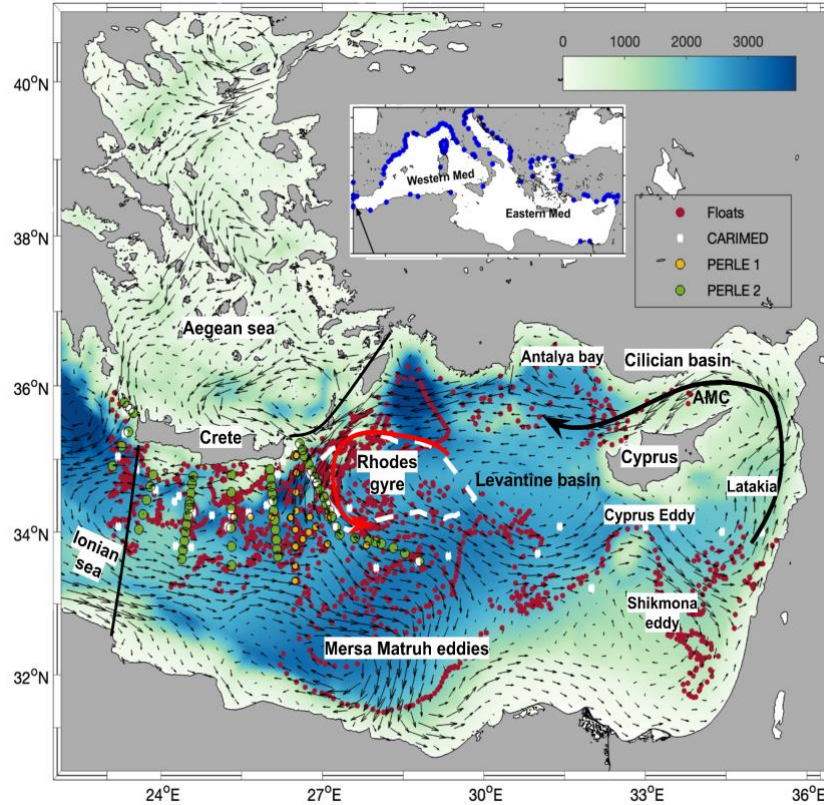 0 1000 2000 3000
40°N
38°N
36°N
34°N
32°N
Western Med
Eastern Med
Floats
CARIMED
PERLE 1
PERLE 2
Aegean sea
Antalya bay
Cilician basin
AMC
Crete
Cyprus
Rhodes
gyre
Levantine basin
Latakia
Cyprus Eddy
Ionian
sea
Shikmona
eddy
Mersa Matruh eddies
24°E 27°E 30°E 33°E 36°E